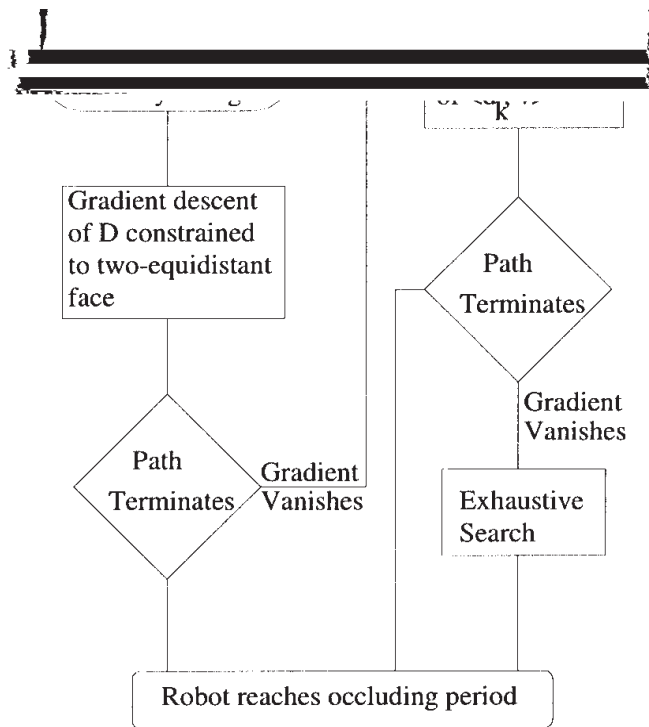 k
Gradient descent
of D constrained
to two-equidistant
face
Path
Terminates
Gradient
Vanishes
Path
Terminates
Gradient
Vanishes
Exhaustive
Search
Robot reaches occluding period